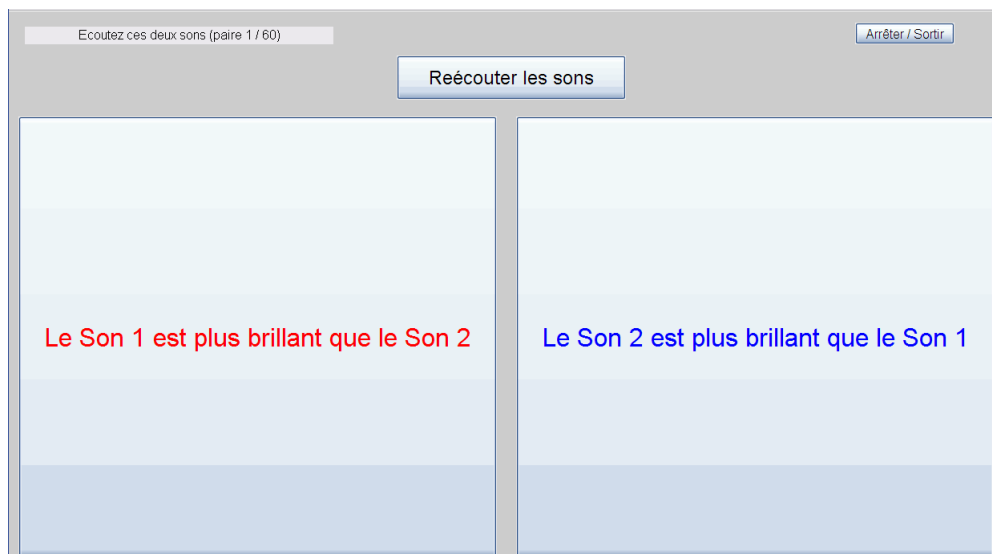 Ecoutez ces deux sons (paire 1 / 60)
Arrêter / Sortir
Reécouter les sons
Le Son 1 est plus brillant que le Son 2
Le Son 2 est plus brillant que le Son 1